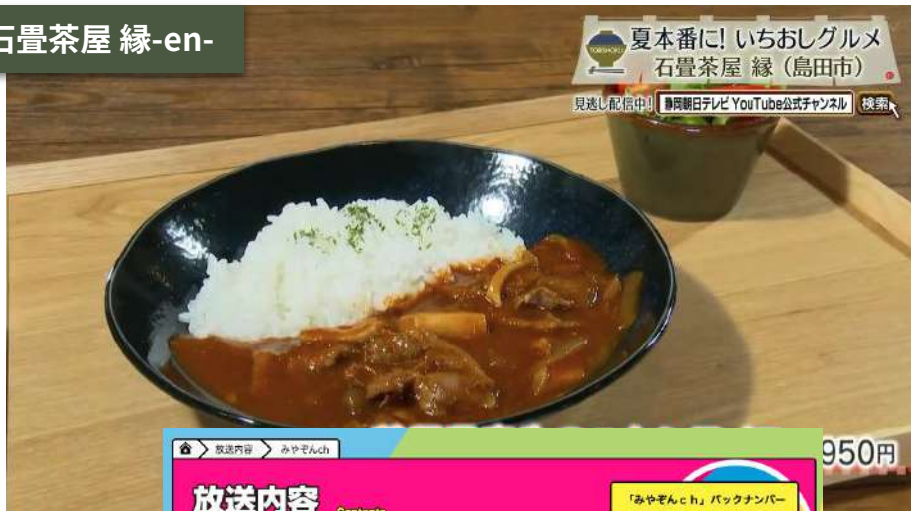 石畳茶屋 縁-en-
夏本番に! いちおしグルメ
石畳茶屋 縁（島田市）
見逃し配信中! 静岡朝日テレビ YouTube公式チャンネル 検索
950円
放送内容 みやぞんch
放送内容 Contents
「みやぞんｃｈ」バックナンバー